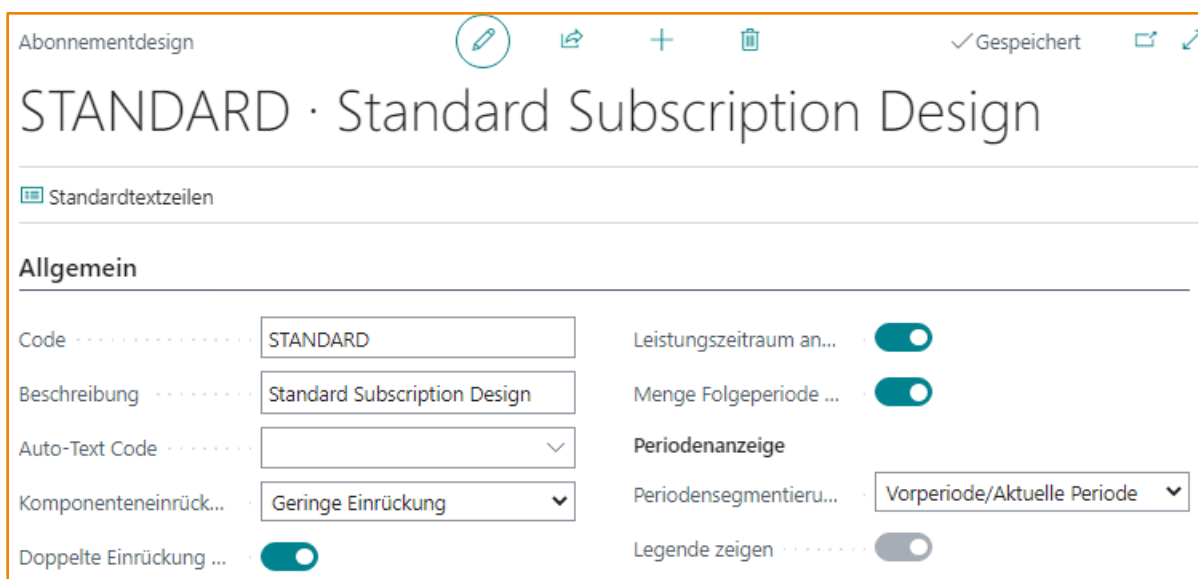 Abonnementdesign
Gespeichert
STANDARD · Standard Subscription Design
Standardtextzeilen
Allgemein
Code STANDARD
Beschreibung Standard Subscription Design
Auto-Text Code
Komponenteneinrück... Geringe Einrückung
Doppelte Einrückung ...
Leistungszeitraum an...
Menge Folgeperiode ...
Periodenanzeige
Periodensegmentieru... Vorperiode/Aktuelle Periode
Legende zeigen